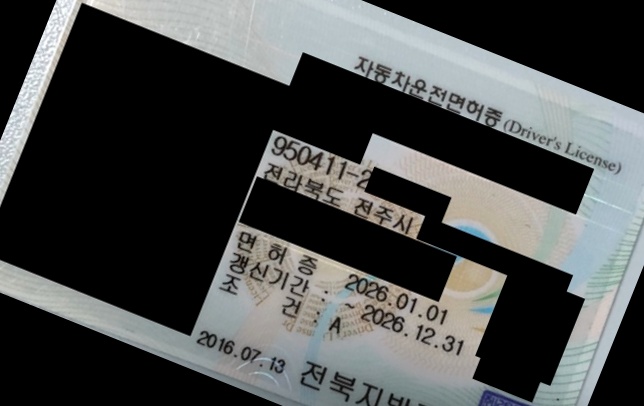 자동차운전면허증 (Driver's License)
950411-2
전라북도 전주시
면 허 증
갱신기간 : 2026.01.01
~ 2026.12.31
조 건 : A
2016.07.13 전북지방